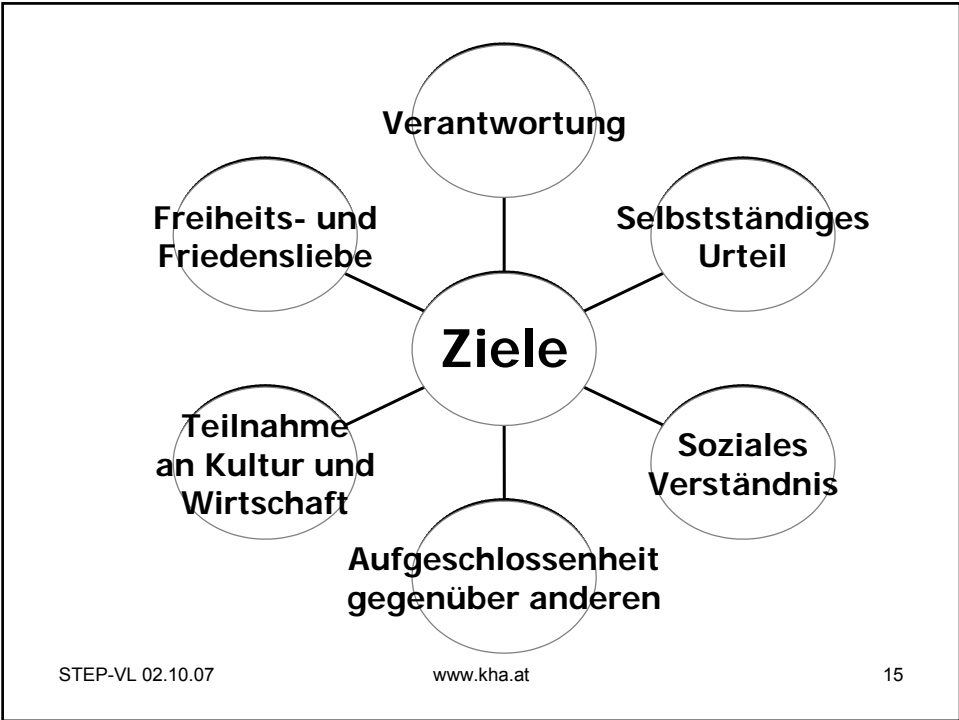 Verantwortung
Freiheits- und
Friedensliebe
Selbstständiges
Urteil
Ziele
Teilnahme
an Kultur und
Wirtschaft
Soziales
Verständnis
Aufgeschlossenheit
gegenüber anderen
STEP-VL 02.10.07
www.kha.at
15